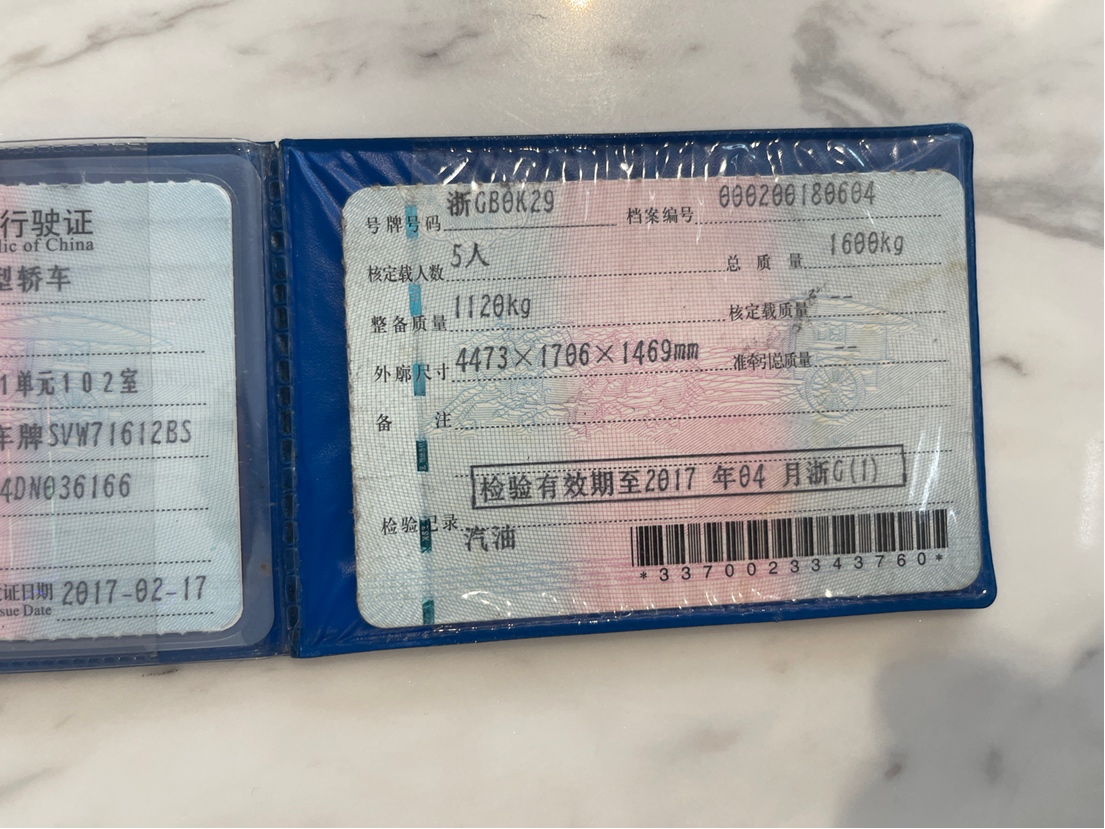 行驶证
lic of China
型轿车
1单元102室
车牌SVW71612BS
4DN036166
证日期 2017-02-17
sue Date
号牌号码 浙GB0K29 档案编号 000200180604
核定载人数 5人 总质量 1600kg
整备质量 1120kg 核定载质量 --
外廓尺寸 4473×1706×1469mm 准牵引总质量 --
备注
检验有效期至2017 年04 月浙G(1)
检验记录 汽油
*3370023343760*